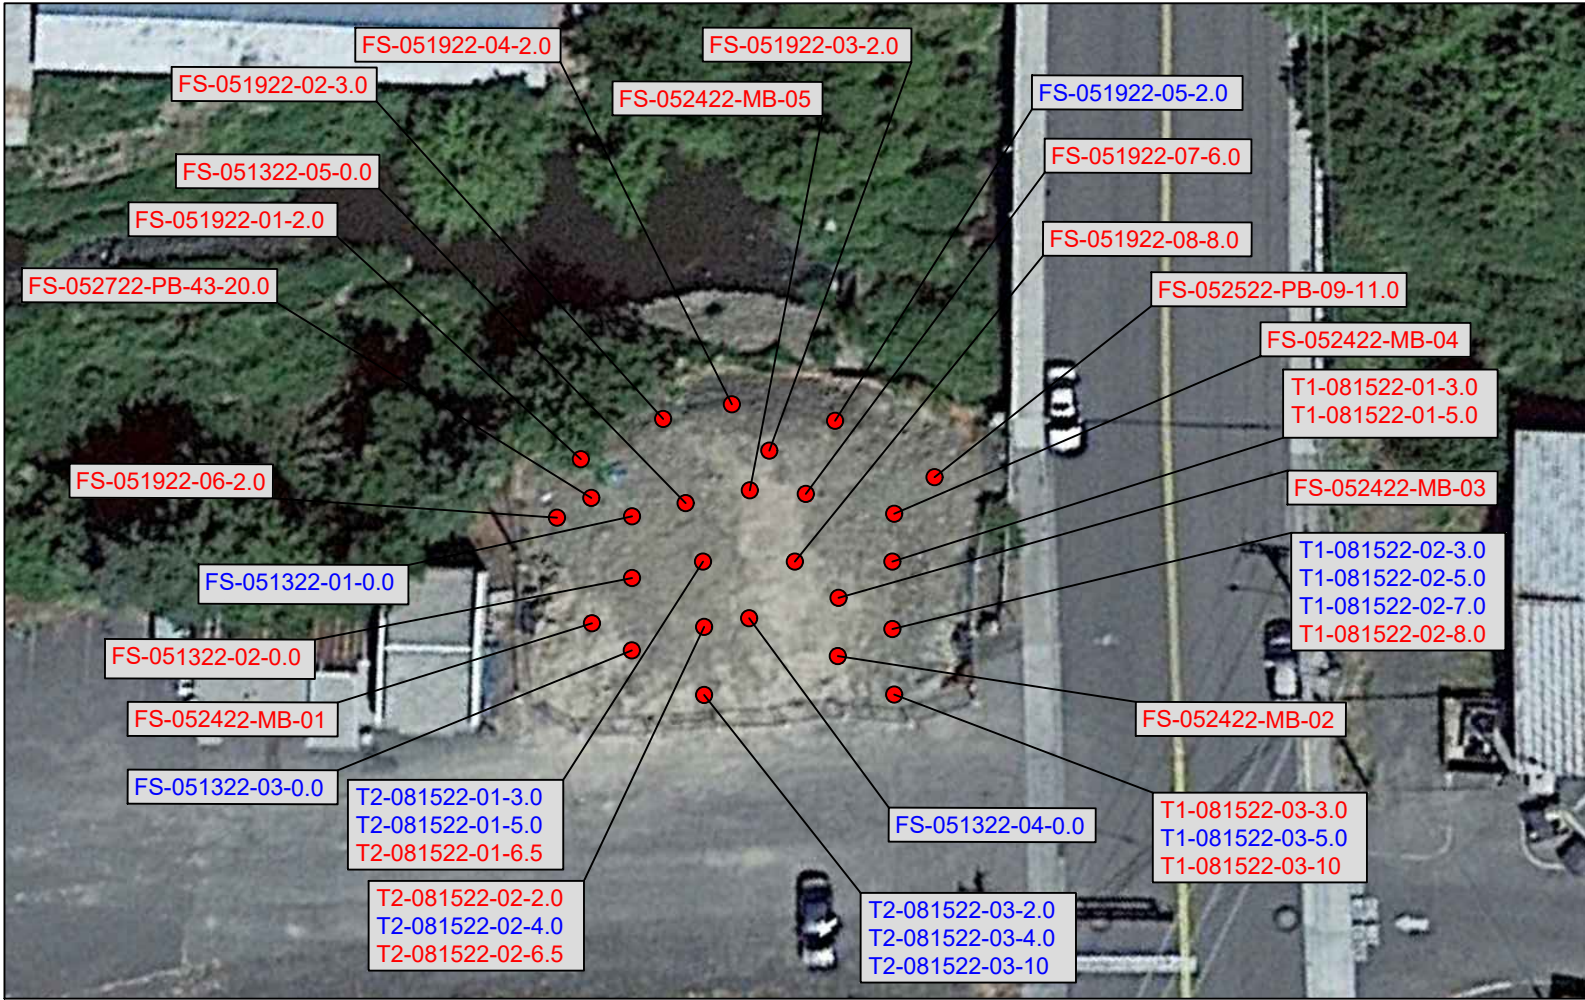 FS-051922-04-2.0
FS-051922-03-2.0
FS-051922-02-3.0
FS-052422-MB-05
FS-051922-05-2.0
FS-051322-05-0.0
FS-051922-07-6.0
FS-051922-01-2.0
FS-051922-08-8.0
FS-052722-PB-43-20.0
FS-052522-PB-09-11.0
FS-052422-MB-04
T1-081522-01-3.0
T1-081522-01-5.0
FS-051922-06-2.0
FS-052422-MB-03
T1-081522-02-3.0
T1-081522-02-5.0
T1-081522-02-7.0
T1-081522-02-8.0
FS-051322-01-0.0
FS-051322-02-0.0
FS-052422-MB-01
FS-052422-MB-02
FS-051322-03-0.0
T2-081522-01-3.0
T2-081522-01-5.0
T2-081522-01-6.5
FS-051322-04-0.0
T1-081522-03-3.0
T1-081522-03-5.0
T1-081522-03-10
T2-081522-02-2.0
T2-081522-02-4.0
T2-081522-02-6.5
T2-081522-03-2.0
T2-081522-03-4.0
T2-081522-03-10